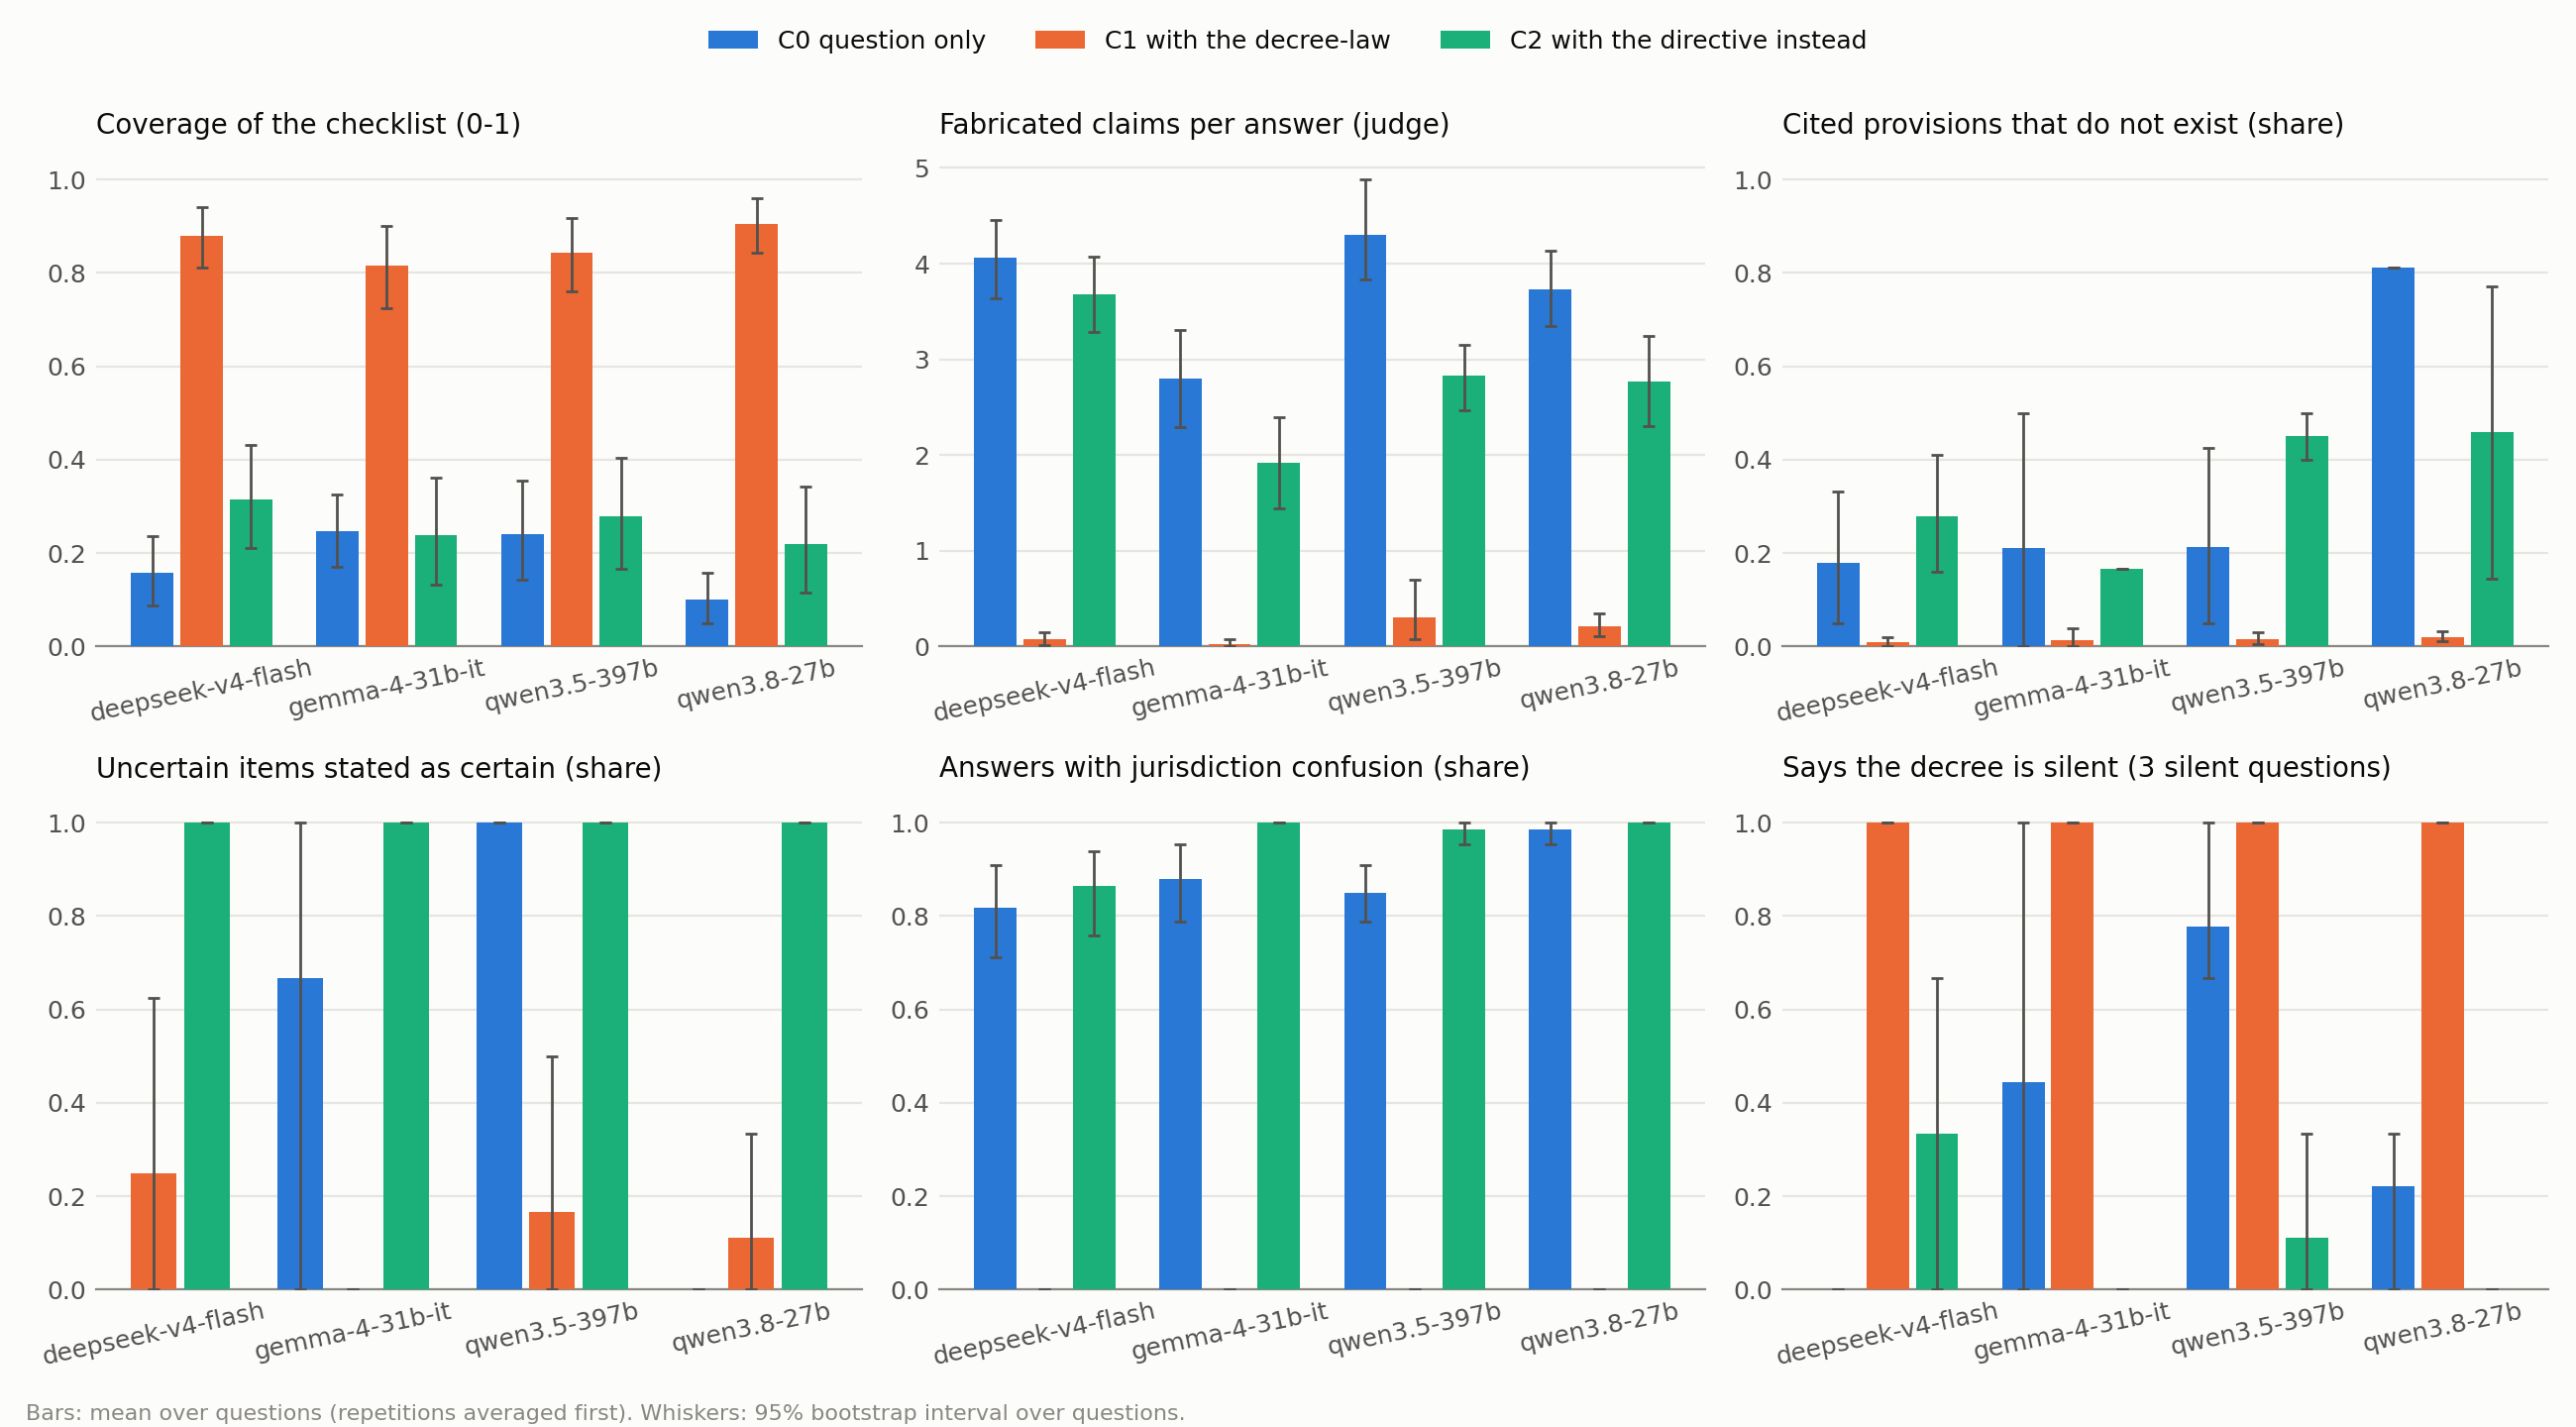 C0 question only C1 with the decree-law C2 with the directive instead
Coverage of the checklist (0-1)
1.0
0.8
0.6
0.4
0.2
0.0
deepseek-v4-flash gemma-4-31b-it qwen3.5-397b qwen3.8-27b
Fabricated claims per answer (judge)
5
4
3
2
1
0
deepseek-v4-flash gemma-4-31b-it qwen3.5-397b qwen3.8-27b
Cited provisions that do not exist (share)
1.0
0.8
0.6
0.4
0.2
0.0
deepseek-v4-flash gemma-4-31b-it qwen3.5-397b qwen3.8-27b
Uncertain items stated as certain (share)
1.0
0.8
0.6
0.4
0.2
0.0
deepseek-v4-flash gemma-4-31b-it qwen3.5-397b qwen3.8-27b
Answers with jurisdiction confusion (share)
1.0
0.8
0.6
0.4
0.2
0.0
deepseek-v4-flash gemma-4-31b-it qwen3.5-397b qwen3.8-27b
Says the decree is silent (3 silent questions)
1.0
0.8
0.6
0.4
0.2
0.0
deepseek-v4-flash gemma-4-31b-it qwen3.5-397b qwen3.8-27b
Bars: mean over questions (repetitions averaged first). Whiskers: 95% bootstrap interval over questions.